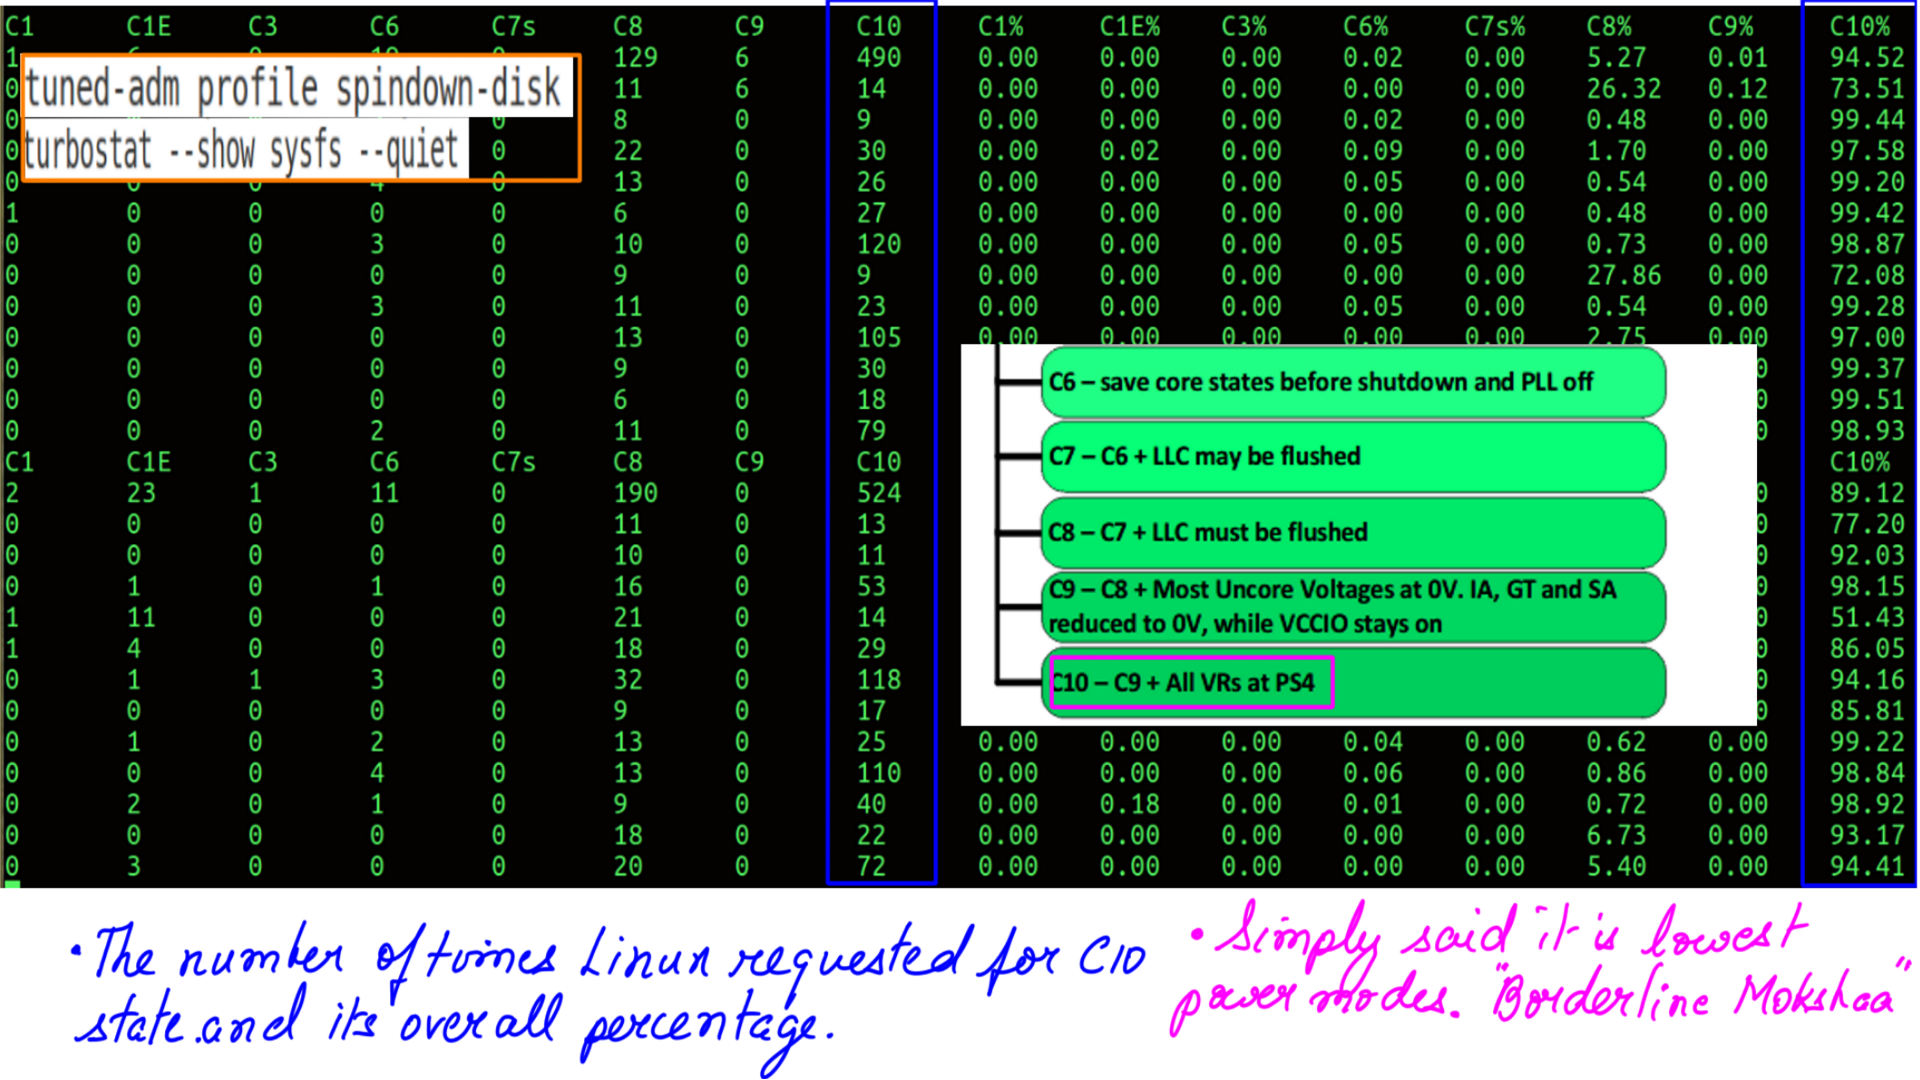 C1 C1E C3 C6 C7s C8 C9 C10 C1% C1E% C3% C6% C7s% C8% C9% C10%
1 129 6 490 0.00 0.00 0.00 0.02 0.00 5.27 0.01 94.52
tuned-adm profile spindown-disk
0 11 6 14 0.00 0.00 0.00 0.00 0.00 26.32 0.12 73.51
0 0 8 0 9 0.00 0.00 0.00 0.02 0.00 0.48 0.00 99.44
turbostat --show sysfs --quiet
0 0 22 0 30 0.00 0.02 0.00 0.09 0.00 1.70 0.00 97.58
0 0 0 4 0 13 0 26 0.00 0.00 0.00 0.05 0.00 0.54 0.00 99.20
1 0 0 0 0 6 0 27 0.00 0.00 0.00 0.00 0.00 0.48 0.00 99.42
0 0 0 3 0 10 0 120 0.00 0.00 0.00 0.05 0.00 0.73 0.00 98.87
0 0 0 0 0 9 0 9 0.00 0.00 0.00 0.00 0.00 27.86 0.00 72.08
0 0 0 3 0 11 0 23 0.00 0.00 0.00 0.05 0.00 0.54 0.00 99.28
0 0 0 0 0 13 0 105 0.00 0.00 0.00 0.00 0.00 2.75 0.00 97.00
0 0 0 0 0 9 0 30 0 99.37
0 0 0 0 0 6 0 18 0 99.51
0 0 0 2 0 11 0 79 0 98.93
C1 C1E C3 C6 C7s C8 C9 C10 C10%
2 23 1 11 0 190 0 524 0 89.12
0 0 0 0 0 11 0 13 0 77.20
0 0 0 0 0 10 0 11 0 92.03
0 1 0 1 0 16 0 53 0 98.15
1 11 0 0 0 21 0 14 0 51.43
1 4 0 0 0 18 0 29 0 86.05
0 1 1 3 0 32 0 118 0 94.16
0 0 0 0 0 9 0 17 0 85.81
C6 – save core states before shutdown and PLL off
C7 – C6 + LLC may be flushed
C8 – C7 + LLC must be flushed
C9 – C8 + Most Uncore Voltages at 0V. IA, GT and SA
reduced to 0V, while VCCIO stays on
C10 – C9 + All VRs at PS4
0 1 0 2 0 13 0 25 0.00 0.00 0.00 0.04 0.00 0.62 0.00 99.22
0 0 0 4 0 13 0 110 0.00 0.00 0.00 0.06 0.00 0.86 0.00 98.84
0 2 0 1 0 9 0 40 0.00 0.18 0.00 0.01 0.00 0.72 0.00 98.92
0 0 0 0 0 18 0 22 0.00 0.00 0.00 0.00 0.00 6.73 0.00 93.17
0 3 0 0 0 20 0 72 0.00 0.00 0.00 0.00 0.00 5.40 0.00 94.41
• The number of times Linux requested for C10
state.and its overall percentage.
• Simply said it is lowest
power modes. "Borderline Mokshaa"